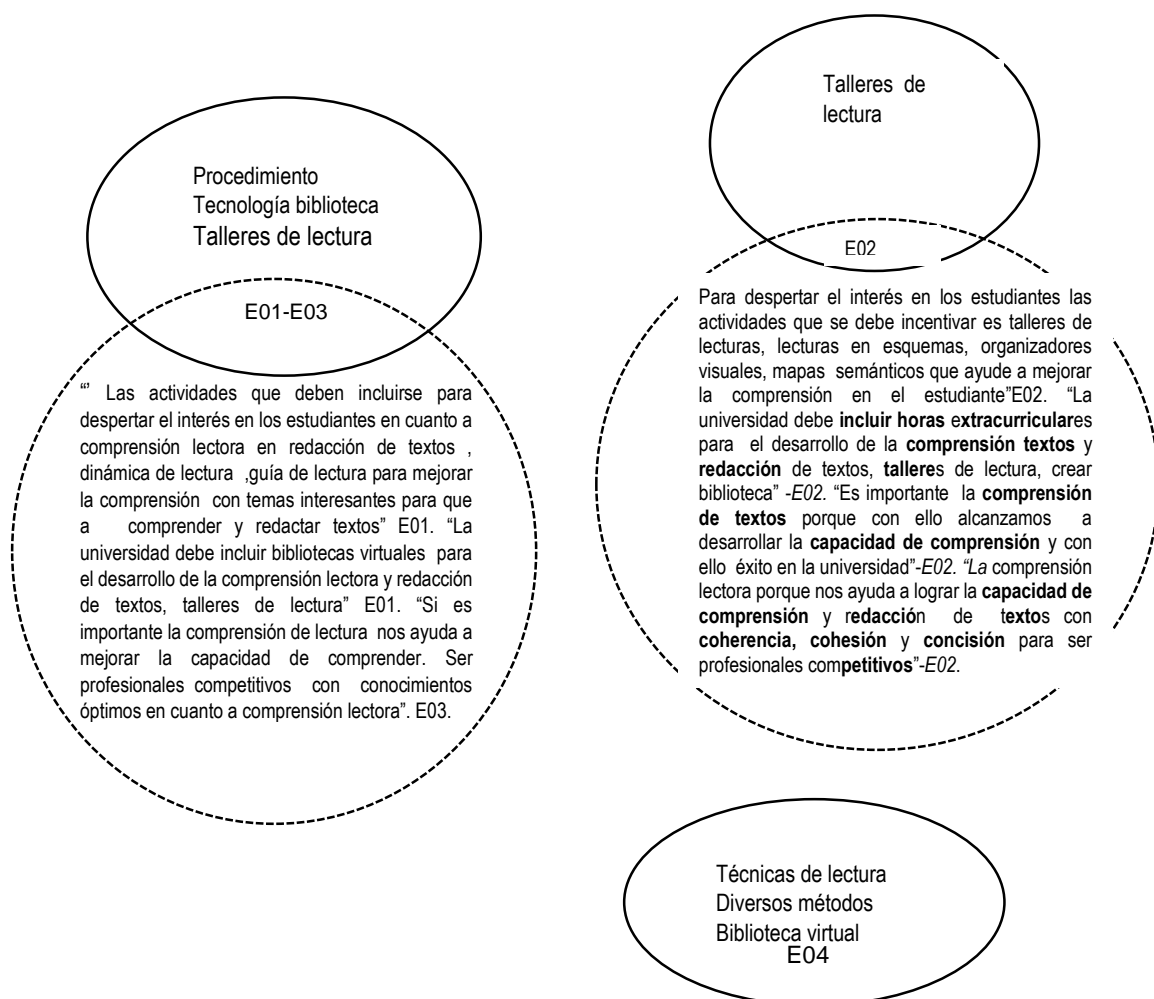 Procedimiento
Tecnología biblioteca
Talleres de lectura
E01-E03
“’ Las actividades que deben incluirse para
despertar el interés en los estudiantes en cuanto a
comprensión lectora en redacción de textos ,
dinámica de lectura ,guía de lectura para mejorar
la comprensión con temas interesantes para que
a comprender y redactar textos” E01. “La
universidad debe incluir bibliotecas virtuales para
el desarrollo de la comprensión lectora y redacción
de textos, talleres de lectura” E01. “Si es
importante la comprensión de lectura nos ayuda a
mejorar la capacidad de comprender. Ser
profesionales competitivos con conocimientos
óptimos en cuanto a comprensión lectora”. E03.
Talleres de
lectura
E02
Para despertar el interés en los estudiantes las
actividades que se debe incentivar es talleres de
lecturas, lecturas en esquemas, organizadores
visuales, mapas semánticos que ayude a mejorar
la comprensión en el estudiante”E02. “La
universidad debe incluir horas extracurriculares
para el desarrollo de la comprensión textos y
redacción de textos, talleres de lectura, crear
biblioteca” -E02. “Es importante la comprensión
de textos porque con ello alcanzamos a
desarrollar la capacidad de comprensión y con
ello éxito en la universidad”-E02. “La comprensión
lectora porque nos ayuda a lograr la capacidad de
comprensión y redacción de textos con
coherencia, cohesión y concisión para ser
profesionales competitivos”-E02.
Técnicas de lectura
Diversos métodos
Biblioteca virtual
E04